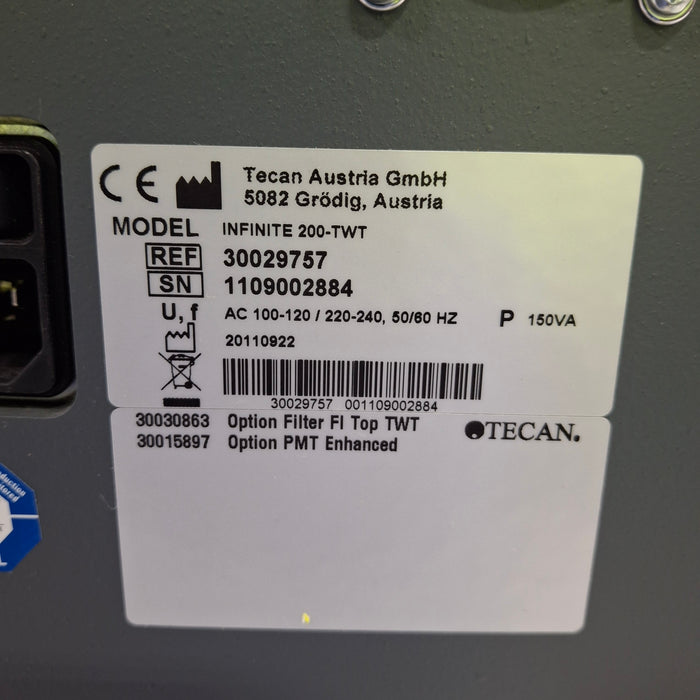 CE Tecan Austria GmbH
5082 Grödig, Austria
MODEL INFINITE 200-TWT
REF 30029757
SN 1109002884
U, f AC 100-120 / 220-240, 50/60 HZ P 150VA
20110922
30029757 001109002884
30030863 Option Filter FI Top TWT
30015897 Option PMT Enhanced
TECAN.